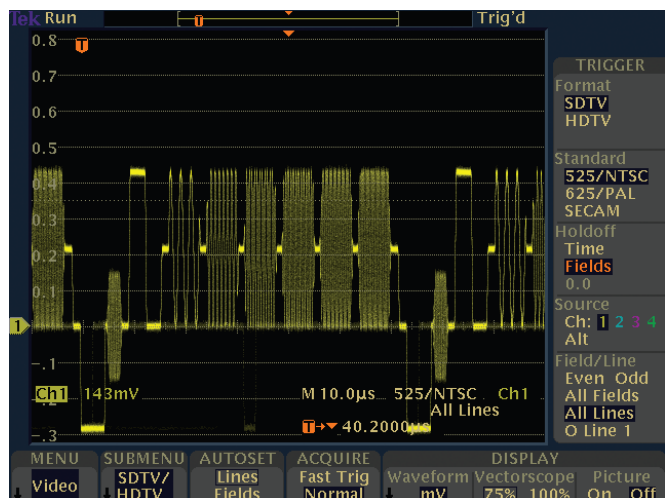 Tek Run Trig'd
T
T
0.8
0.7
0.6
0.5
0.4
0.3
0.2
0.1
1
-.1
-.3
Ch1 143mV M 10.0µs 525/NTSC Ch1
All Lines
T→▼ 40.2000µs
TRIGGER
Format
SDTV
HDTV
Standard
525/NTSC
625/PAL
SECAM
Holdoff
Time
Fields
0.0
Source
Ch: 1 2 3 4
Alt
Field/Line
Even Odd
All Fields
All Lines
O Line 1
MENU SUBMENU AUTOSET ACQUIRE DISPLAY
Video
SDTV/
HDTV
Lines
Fields
Fast Trig
Normal
Waveform Vectorscope Picture
mV 75% 100% On Off